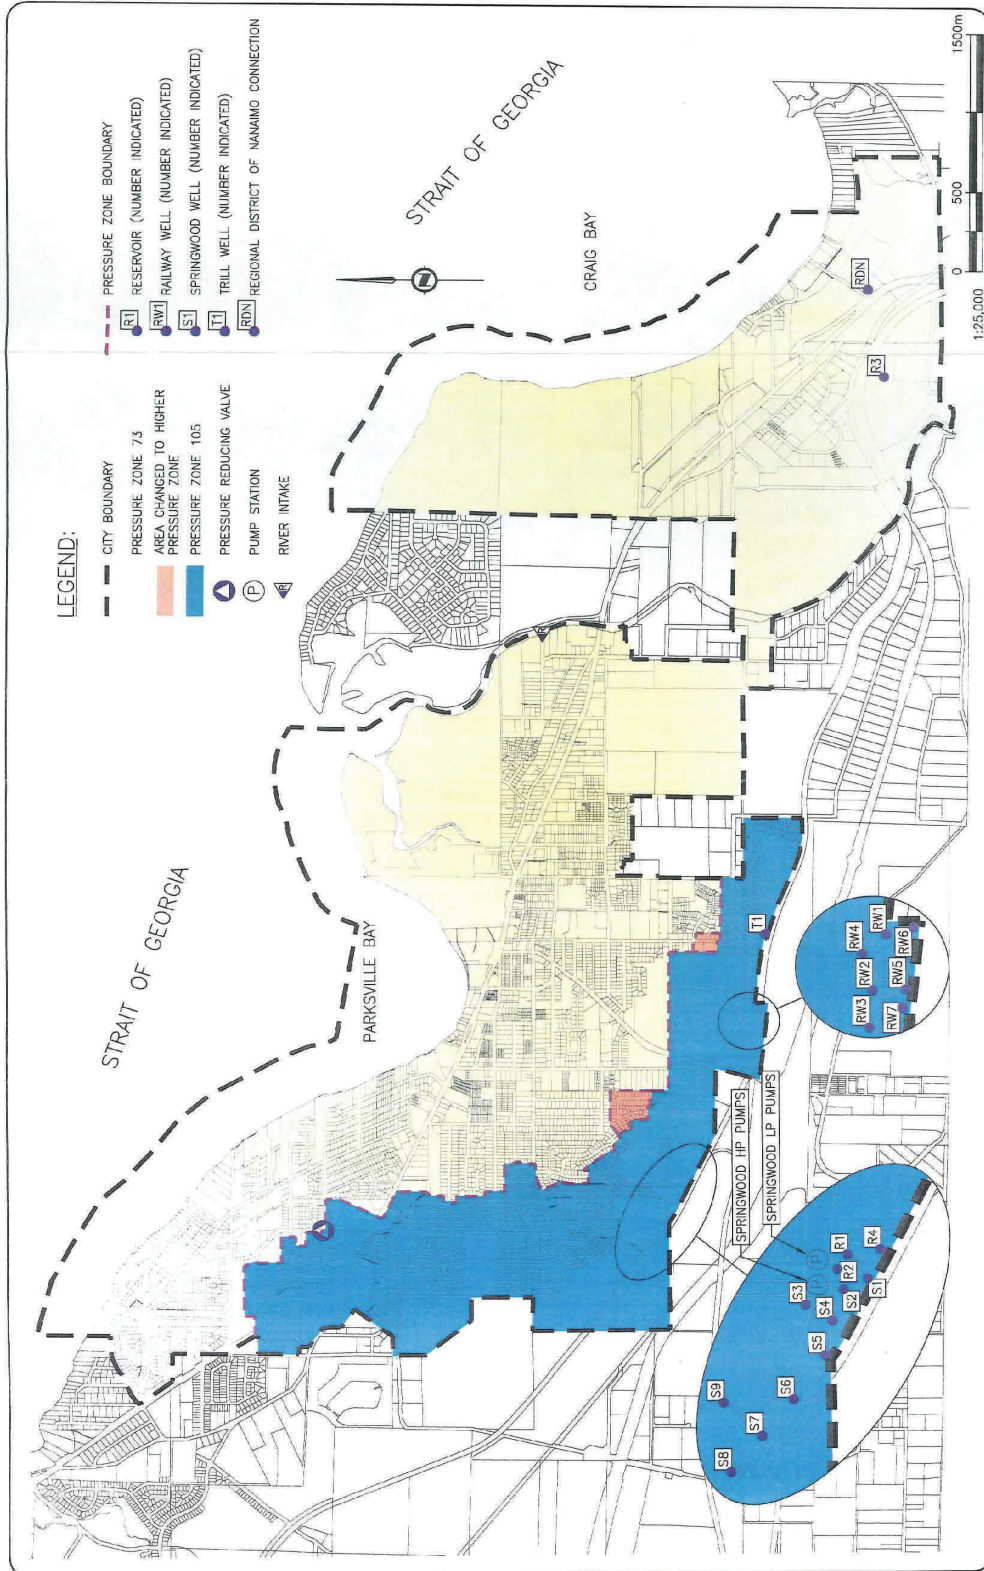 LEGEND:
CITY BOUNDARY
PRESSURE ZONE 73
AREA CHANGED TO HIGHER
PRESSURE ZONE
PRESSURE ZONE 105
PRESSURE REDUCING VALVE
P PUMP STATION
R RIVER INTAKE
PRESSURE ZONE BOUNDARY
R1 RESERVOIR (NUMBER INDICATED)
RW1 RAILWAY WELL (NUMBER INDICATED)
S1 SPRINGWOOD WELL (NUMBER INDICATED)
T1 TRILL WELL (NUMBER INDICATED)
RDN REGIONAL DISTRICT OF NANAIMO CONNECTION
STRAIT OF GEORGIA
PARKSVILLE BAY
STRAIT OF GEORGIA
CRAIG BAY
N
R
RDN
R3
T1
SPRINGWOOD HP PUMPS
SPRINGWOOD LP PUMPS
S8
S9
S7
S6
S5
S3
S4
S2
S1
R2
R1
R4
P
P
RW3
RW2
RW4
RW1
RW7
RW5
RW6
1:25,000
0
500
1500m